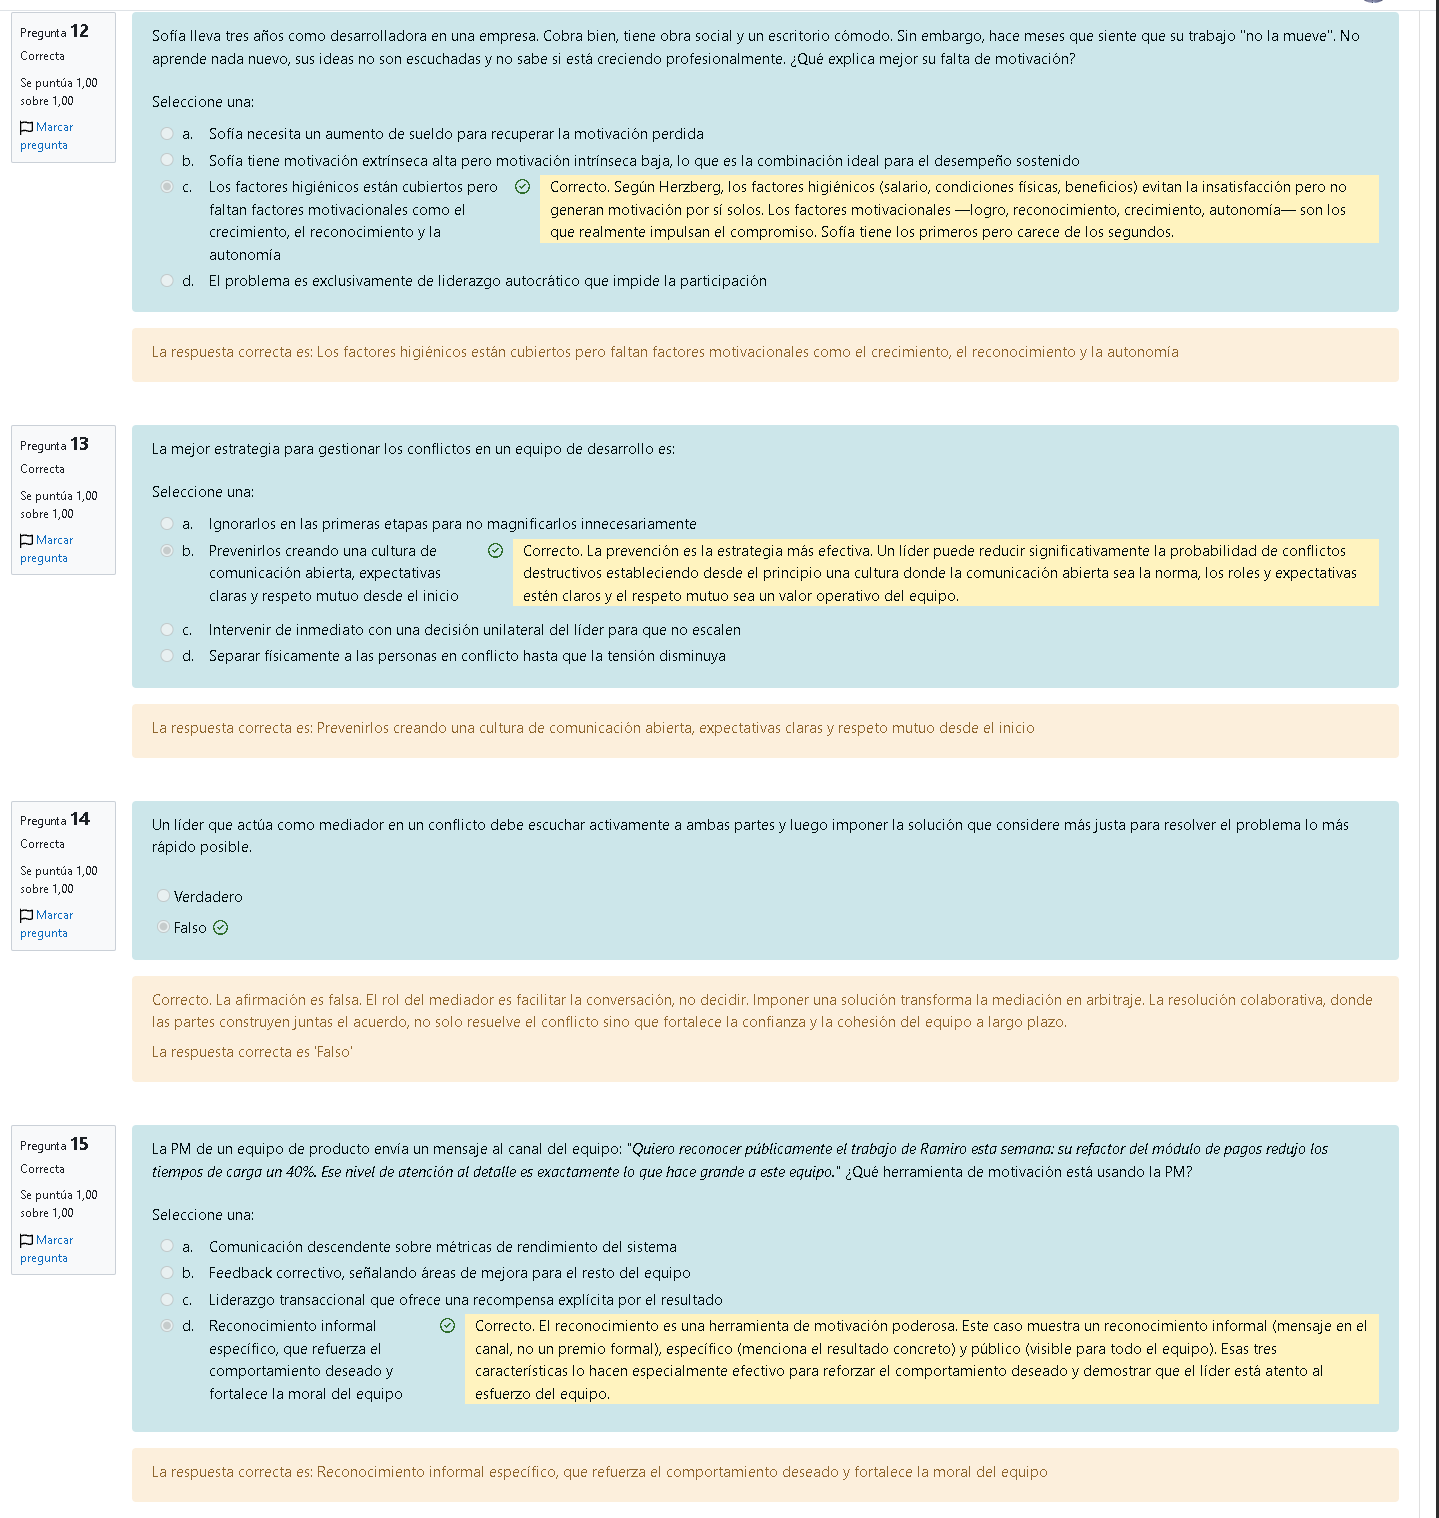 Pregunta 12
Correcta
Se puntúa 1,00
sobre 1,00
Marcar
pregunta
Sofía lleva tres años como desarrolladora en una empresa. Cobra bien, tiene obra social y un escritorio cómodo. Sin embargo, hace meses que siente que su trabajo "no la mueve". No
aprende nada nuevo, sus ideas no son escuchadas y no sabe si está creciendo profesionalmente. ¿Qué explica mejor su falta de motivación?
Seleccione una:
a. Sofía necesita un aumento de sueldo para recuperar la motivación perdida
b. Sofía tiene motivación extrínseca alta pero motivación intrínseca baja, lo que es la combinación ideal para el desempeño sostenido
c. Los factores higiénicos están cubiertos pero
faltan factores motivacionales como el
crecimiento, el reconocimiento y la
autonomía
Correcto. Según Herzberg, los factores higiénicos (salario, condiciones físicas, beneficios) evitan la insatisfacción pero no
generan motivación por sí solos. Los factores motivacionales —logro, reconocimiento, crecimiento, autonomía— son los
que realmente impulsan el compromiso. Sofía tiene los primeros pero carece de los segundos.
d. El problema es exclusivamente de liderazgo autocrático que impide la participación
La respuesta correcta es: Los factores higiénicos están cubiertos pero faltan factores motivacionales como el crecimiento, el reconocimiento y la autonomía
Pregunta 13
Correcta
Se puntúa 1,00
sobre 1,00
Marcar
pregunta
La mejor estrategia para gestionar los conflictos en un equipo de desarrollo es:
Seleccione una:
a. Ignorarlos en las primeras etapas para no magnificarlos innecesariamente
b. Prevenirlos creando una cultura de
comunicación abierta, expectativas
claras y respeto mutuo desde el inicio
Correcto. La prevención es la estrategia más efectiva. Un líder puede reducir significativamente la probabilidad de conflictos
destructivos estableciendo desde el principio una cultura donde la comunicación abierta sea la norma, los roles y expectativas
estén claros y el respeto mutuo sea un valor operativo del equipo.
c. Intervenir de inmediato con una decisión unilateral del líder para que no escalen
d. Separar físicamente a las personas en conflicto hasta que la tensión disminuya
La respuesta correcta es: Prevenirlos creando una cultura de comunicación abierta, expectativas claras y respeto mutuo desde el inicio
Pregunta 14
Correcta
Se puntúa 1,00
sobre 1,00
Marcar
pregunta
Un líder que actúa como mediador en un conflicto debe escuchar activamente a ambas partes y luego imponer la solución que considere más justa para resolver el problema lo más
rápido posible.
Verdadero
Falso
Correcto. La afirmación es falsa. El rol del mediador es facilitar la conversación, no decidir. Imponer una solución transforma la mediación en arbitraje. La resolución colaborativa, donde
las partes construyen juntas el acuerdo, no solo resuelve el conflicto sino que fortalece la confianza y la cohesión del equipo a largo plazo.
La respuesta correcta es 'Falso'
Pregunta 15
Correcta
Se puntúa 1,00
sobre 1,00
Marcar
pregunta
La PM de un equipo de producto envía un mensaje al canal del equipo: "Quiero reconocer públicamente el trabajo de Ramiro esta semana: su refactor del módulo de pagos redujo los
tiempos de carga un 40%. Ese nivel de atención al detalle es exactamente lo que hace grande a este equipo." ¿Qué herramienta de motivación está usando la PM?
Seleccione una:
a. Comunicación descendente sobre métricas de rendimiento del sistema
b. Feedback correctivo, señalando áreas de mejora para el resto del equipo
c. Liderazgo transaccional que ofrece una recompensa explícita por el resultado
d. Reconocimiento informal
específico, que refuerza el
comportamiento deseado y
fortalece la moral del equipo
Correcto. El reconocimiento es una herramienta de motivación poderosa. Este caso muestra un reconocimiento informal (mensaje en el
canal, no un premio formal), específico (menciona el resultado concreto) y público (visible para todo el equipo). Esas tres
características lo hacen especialmente efectivo para reforzar el comportamiento deseado y demostrar que el líder está atento al
esfuerzo del equipo.
La respuesta correcta es: Reconocimiento informal específico, que refuerza el comportamiento deseado y fortalece la moral del equipo